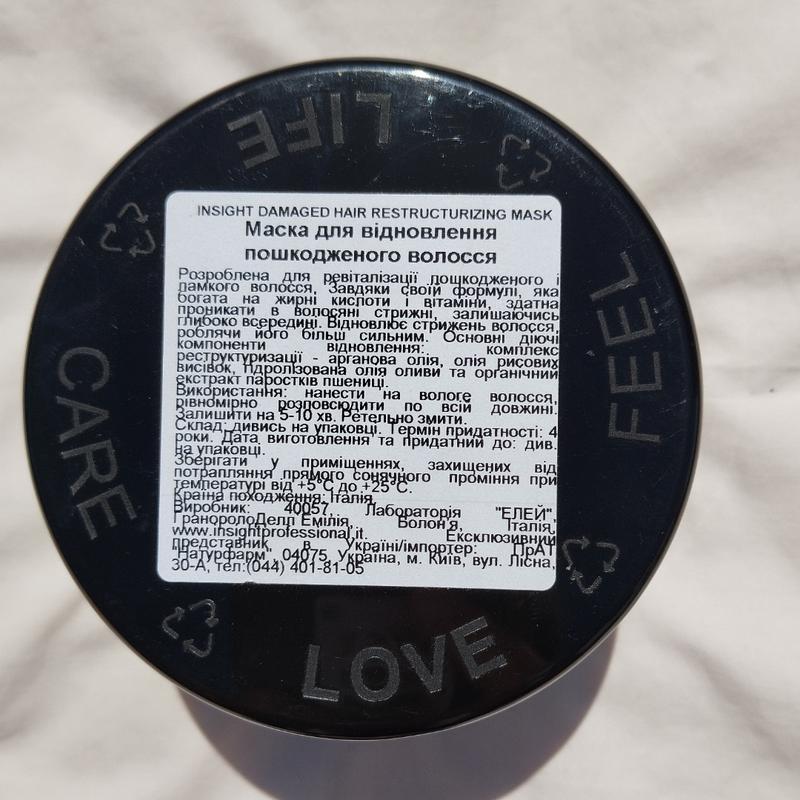 LIFE
FEEL
LOVE
CARE
INSIGHT DAMAGED HAIR RESTRUCTURIZING MASK
Маска для відновлення
пошкодженого волосся
Розроблена для ревіталізації пошкодженого і
ламкого волосся, Завдяки своїй формулі, яка
богата на жирні кислоти і вітаміни, здатна
проникати в волосяні стрижні, залишаючись
глибоко всередині. Відновлює стрижень волосся,
роблячи його більш сильним. Основні діючі
компоненти відновлення: комплекс
реструктуризації - арганова олія, олія рисових
висівок, гідролізована олія оливи та органічний
екстракт паростків пшениці.
Використання: нанести на вологе волосся,
рівномірно розповсюдити по всій довжині.
Залишити на 5-10 хв. Ретельно змити.
Склад: дивись на упаковці. Термін придатності: 4
роки. Дата виготовлення та придатний до: див.
на упаковці.
Зберігати у приміщеннях, захищених від
потрапляння прямого сонячного проміння при
температурі від +5°C до +25°C.
Країна походження: Італія.
Виробник: 40057, Лабораторія "ЕЛЕЙ",
ГранаролоДелл Емілія, Волон'я, Італія,
www.insightprofessional.it. Ексклюзивний
представник в Україні/імпортер: ПрАТ
"Натурфарм", 04075, Україна, м. Київ, вул. Лісна,
30-А, тел:(044) 401-81-05